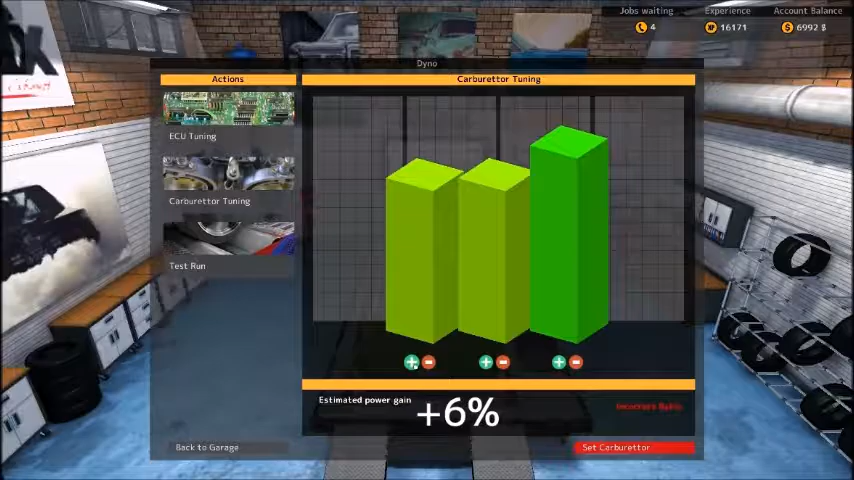 Jobs waiting
Experience
Account Balance
4
16171
6992 $
Dyno
Actions
Carburettor Tuning
ECU Tuning
Carburettor Tuning
Test Run
Estimated power gain
+6%
Back to Garage
Set Carburettor